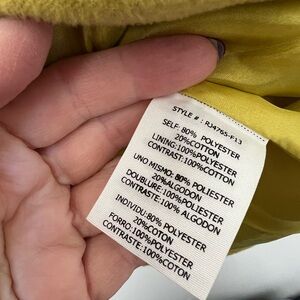 STYLE # : RJ4765-F13
SELF: 80% POLYESTER
20%COTTON
LINING:100%POLYESTER
CONTRAST:100%COTTON
UNO MISMO: 80% POLIESTER
20%ALGODON
DOUBLURE:100%POLIESTER
CONTRASTE:100% ALGODON
INDIVIDU:80% POLYESTER
20%COTON
FORRO:100%POLYESTER
CONTRASTE:100%COTON